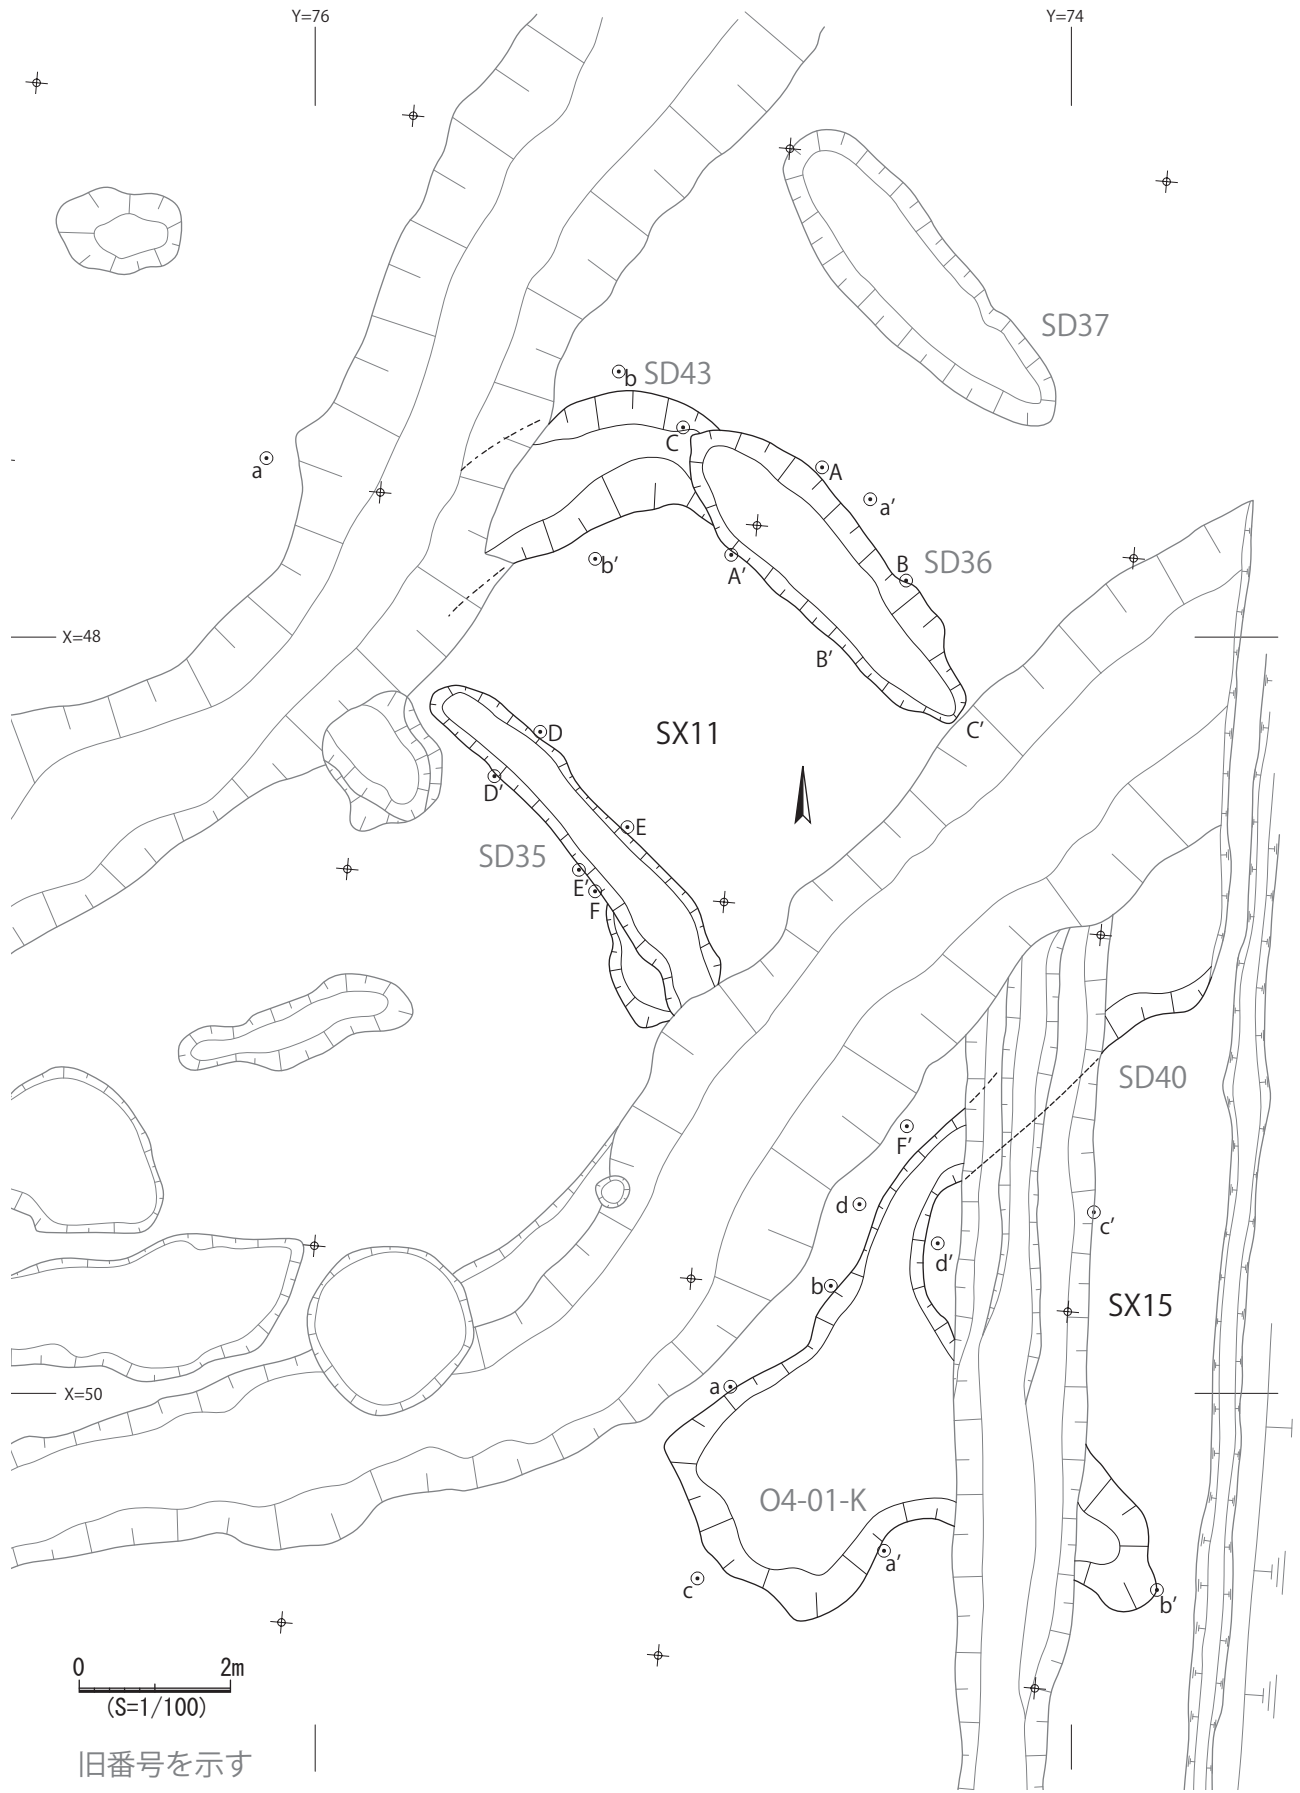 Y=76
Y=74
SD37
b SD43
C
A
a
a′
b′
A′
B SD36
X=48
B′
C′
SX11
D
D′
E
SD35
E′
F
SD40
F′
d
c′
d′
b
SX15
a
X=50
O4-01-K
a′
c
b′
0 2m
(S=1/100)
旧番号を示す